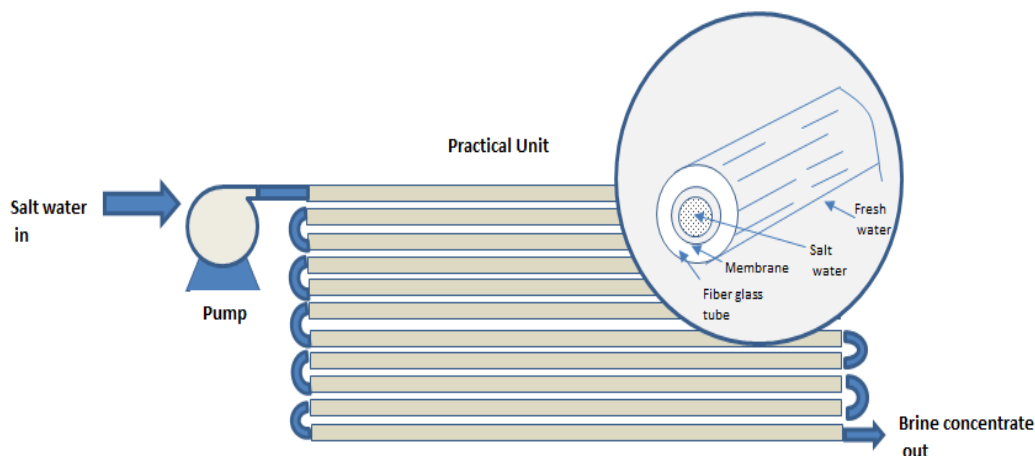 Practical Unit
Salt water
in
Pump
Fresh
water
Salt
water
Membrane
Fiber glass
tube
Brine concentrate
out